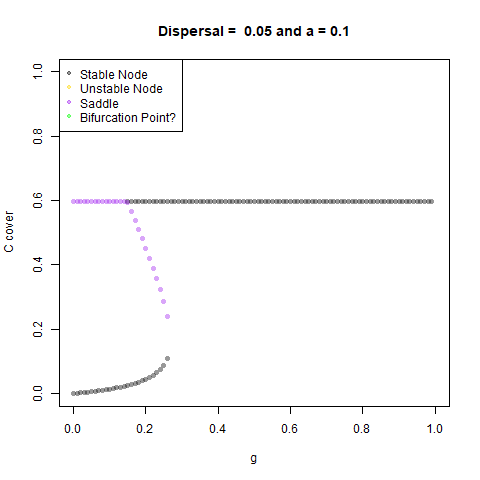 Dispersal =  0.05 and a = 0.1
Stable Node
Unstable Node
Saddle
Bifurcation Point?
C cover
1.0
0.8
0.6
0.4
0.2
0.0
0.0 0.2 0.4 0.6 0.8 1.0
g